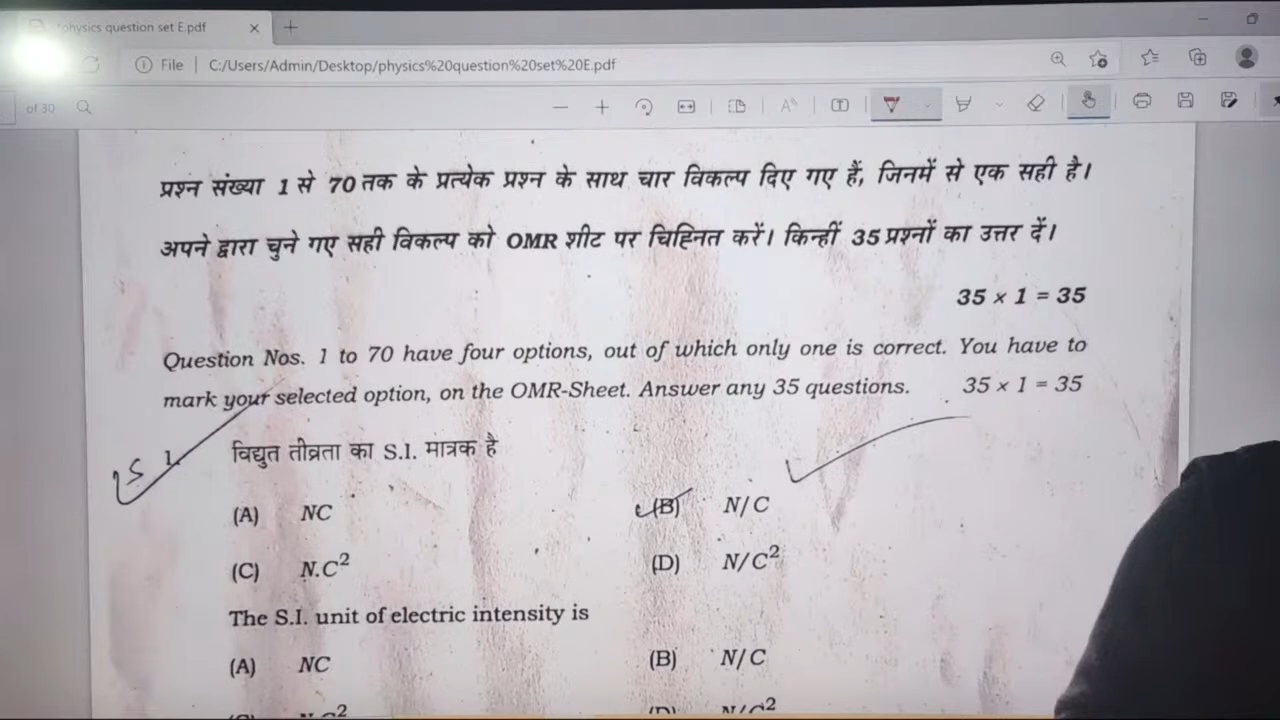 physics question set E.pdf
File C:/Users/Admin/Desktop/physics%20question%20set%20E.pdf
of 30
प्रश्न संख्या 1 से 70 तक के प्रत्येक प्रश्न के साथ चार विकल्प दिए गए हैं, जिनमें से एक सही है।
अपने द्वारा चुने गए सही विकल्प को OMR शीट पर चिह्नित करें। किन्हीं 35 प्रश्नों का उत्तर दें।
35 × 1 = 35
Question Nos. 1 to 70 have four options, out of which only one is correct. You have to
mark your selected option, on the OMR-Sheet. Answer any 35 questions. 35 × 1 = 35
1. विद्युत तीव्रता का S.I. मात्रक है
(A) NC (B) N/C
(C) N.C² (D) N/C²
The S.I. unit of electric intensity is
(A) NC (B) N/C
(C) N.C² (D) N/C²